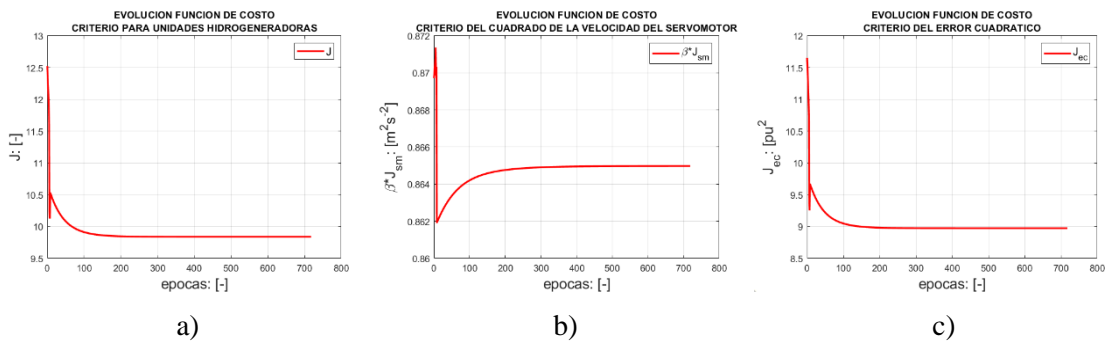 EVOLUCION FUNCION DE COSTO
CRITERIO PARA UNIDADES HIDROGENERADORAS
13
12.5
12
11.5
11
10.5
10
9.5
J: [-]
J
0 100 200 300 400 500 600 700 800
epocas: [-]
a)
EVOLUCION FUNCION DE COSTO
CRITERIO DEL CUADRADO DE LA VELOCIDAD DEL SERVOMOTOR
0.872
0.87
0.868
0.866
0.864
0.862
0.86
β*J_sm: [m²s⁻²]
β*J_sm
0 100 200 300 400 500 600 700 800
epocas: [-]
b)
EVOLUCION FUNCION DE COSTO
CRITERIO DEL ERROR CUADRATICO
12
11.5
11
10.5
10
9.5
9
8.5
J_ec: [pu²
J_ec
0 100 200 300 400 500 600 700 800
epocas: [-]
c)